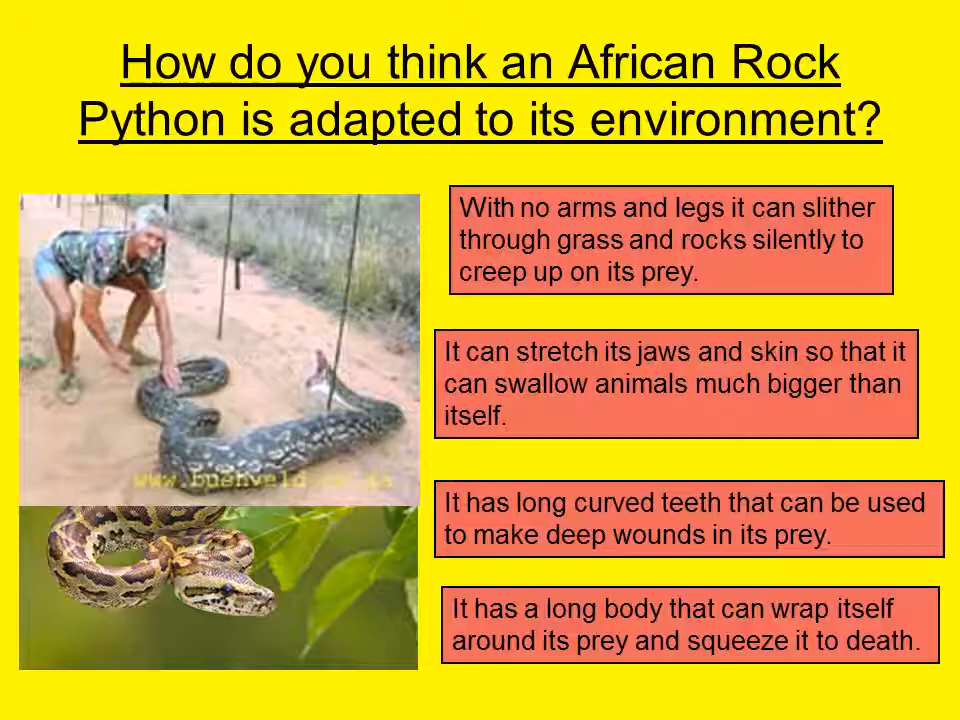 How do you think an African Rock
Python is adapted to its environment?
With no arms and legs it can slither
through grass and rocks silently to
creep up on its prey.
It can stretch its jaws and skin so that it
can swallow animals much bigger than
itself.
It has long curved teeth that can be used
to make deep wounds in its prey.
It has a long body that can wrap itself
around its prey and squeeze it to death.